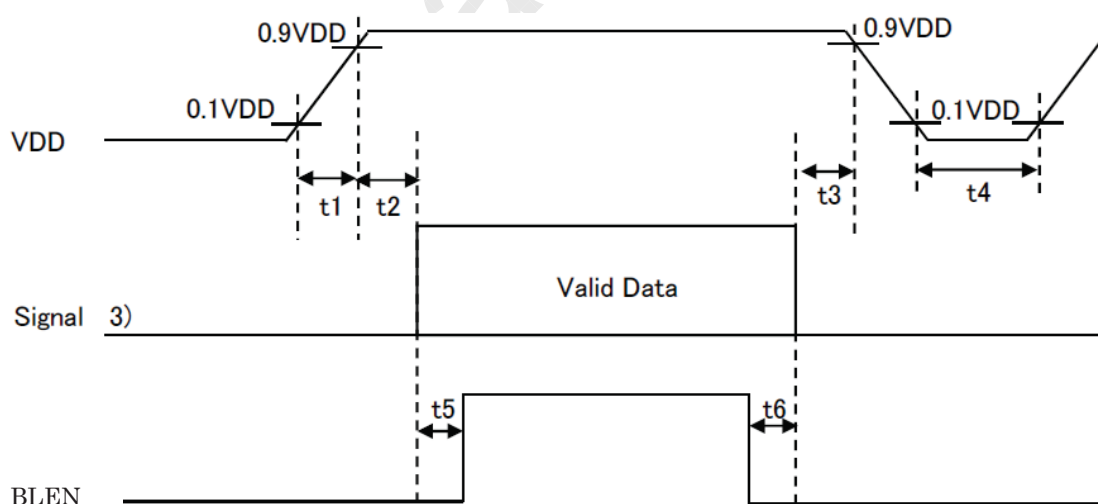 0.9VDD
0.9VDD
0.1VDD
0.1VDD
VDD
t1
t2
t3
t4
Valid Data
Signal 3)
t5
t6
BLEN